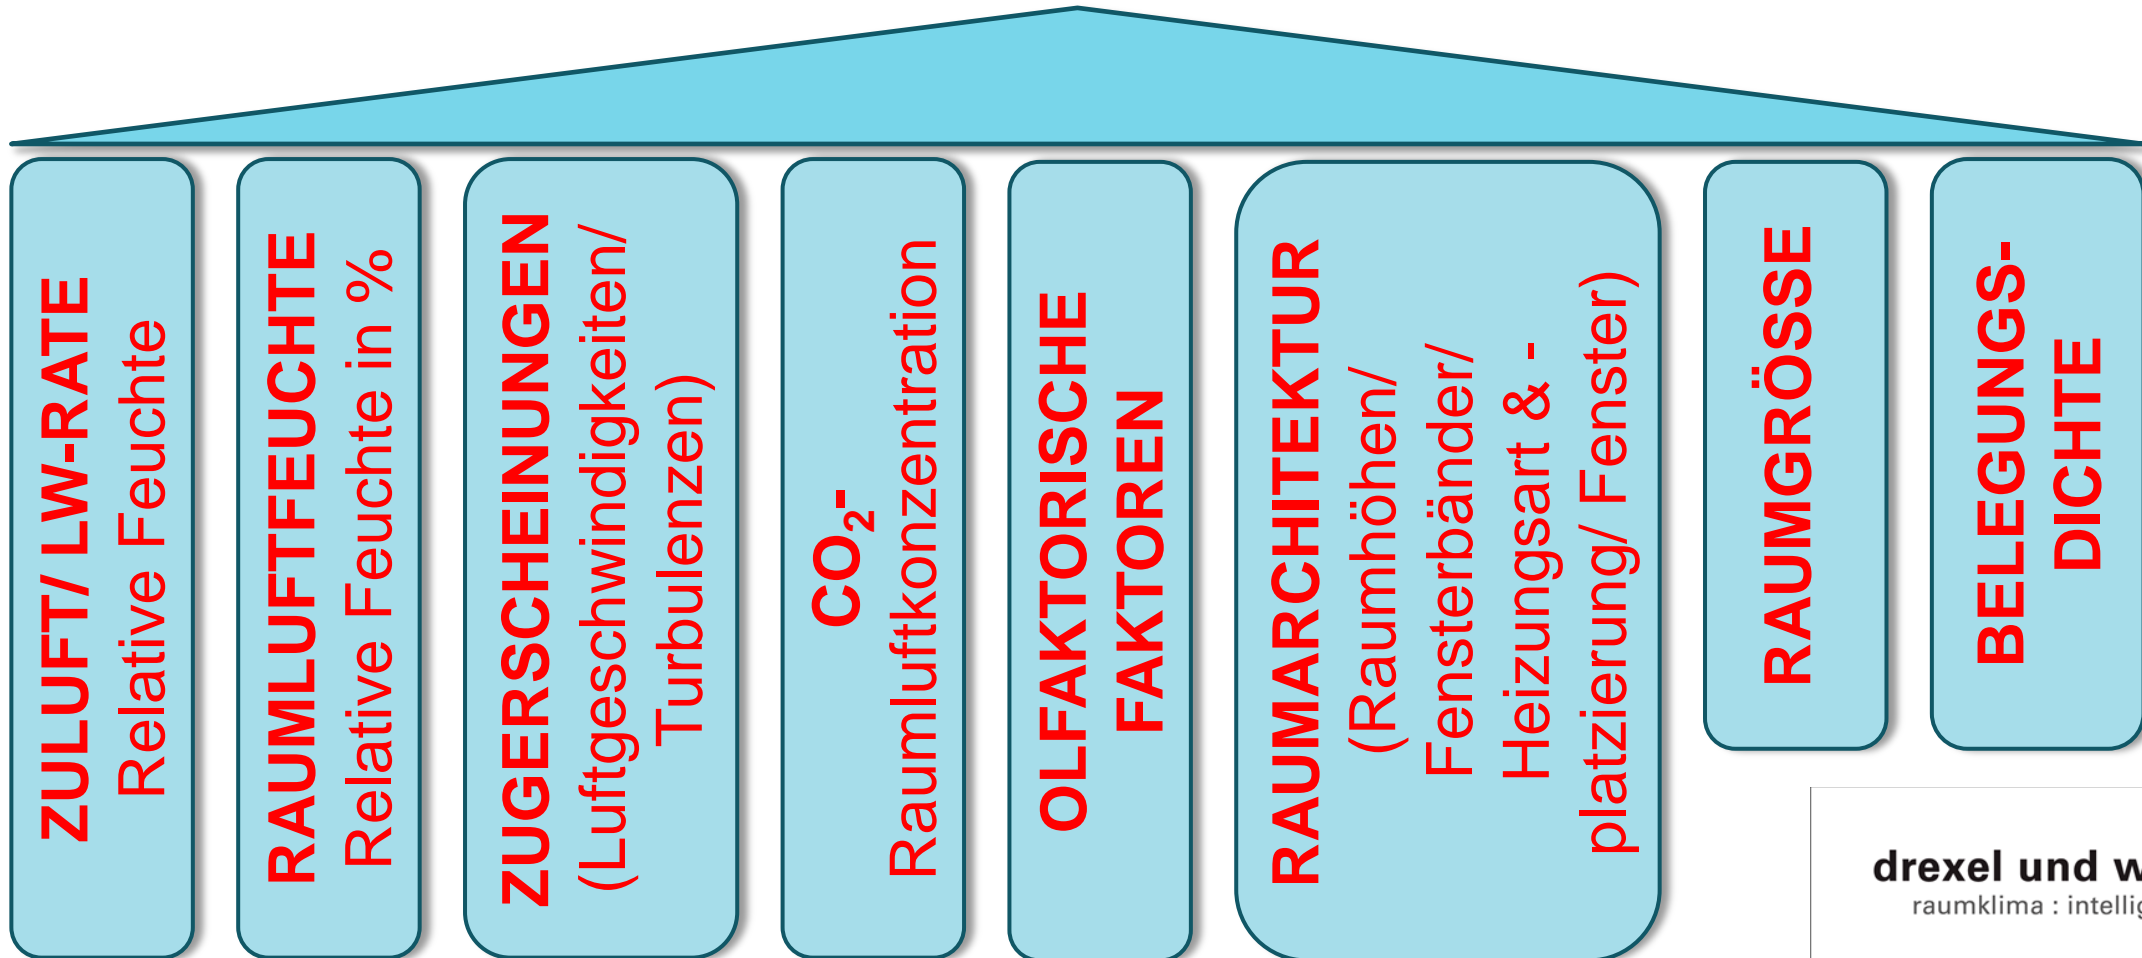 ZULUFT/ LW-RATE
Relative Feuchte
RAUMLUFTFEUCHTE
Relative Feuchte in %
ZUGERSCHEINUNGEN
(Luftgeschwindigkeiten/
Turbulenzen)
CO₂-
Raumluftkonzentration
OLFAKTORISCHE
FAKTOREN
RAUMARCHITEKTUR
(Raumhöhen/
Fensterbänder/
Heizungsart & -
platzierung/ Fenster)
RAUMGRÖSSE
BELEGUNGS-
DICHTE
drexel und
raumklima :